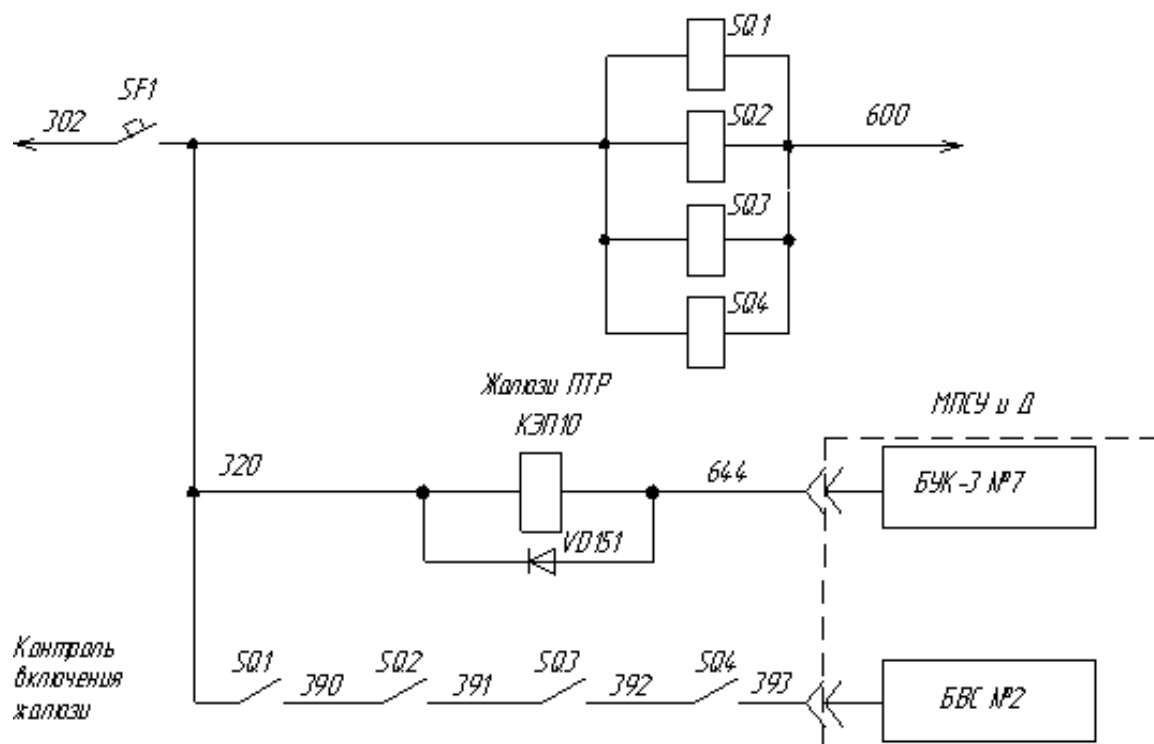 SQ1
SF1
302
SQ2
600
SQ3
SQ4
Жалюзи ПТР
КЭП10
МПСУ и Д
320
644
БУК-3 №7
VD151
Контроль
включения
жалюзи
SQ1
390
SQ2
391
SQ3
392
SQ4
393
БВС №2